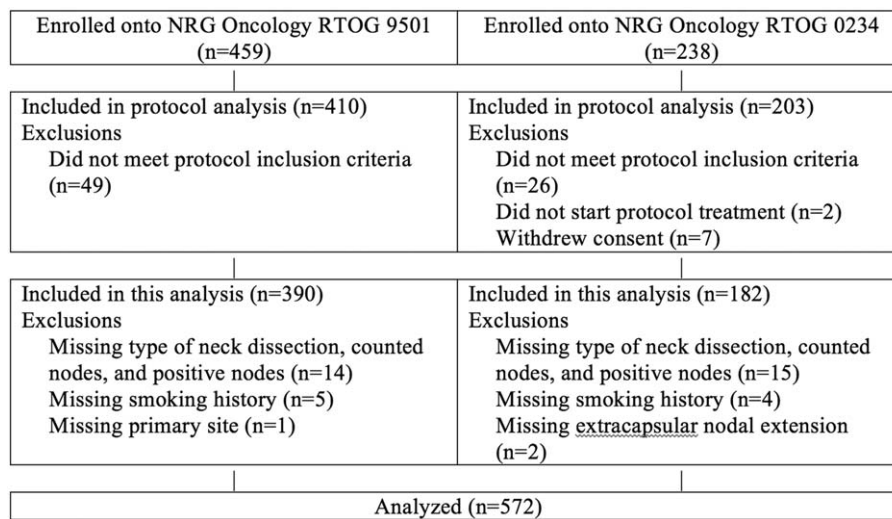 Enrolled onto NRG Oncology RTOG 9501
(n=459)
Enrolled onto NRG Oncology RTOG 0234
(n=238)
Included in protocol analysis (n=410)
Exclusions
Did not meet protocol inclusion criteria
(n=49)
Included in protocol analysis (n=203)
Exclusions
Did not meet protocol inclusion criteria
(n=26)
Did not start protocol treatment (n=2)
Withdrew consent (n=7)
Included in this analysis (n=390)
Exclusions
Missing type of neck dissection, counted
nodes, and positive nodes (n=14)
Missing smoking history (n=5)
Missing primary site (n=1)
Included in this analysis (n=182)
Exclusions
Missing type of neck dissection, counted
nodes, and positive nodes (n=15)
Missing smoking history (n=4)
Missing extracapsular nodal extension
(n=2)
Analyzed (n=572)